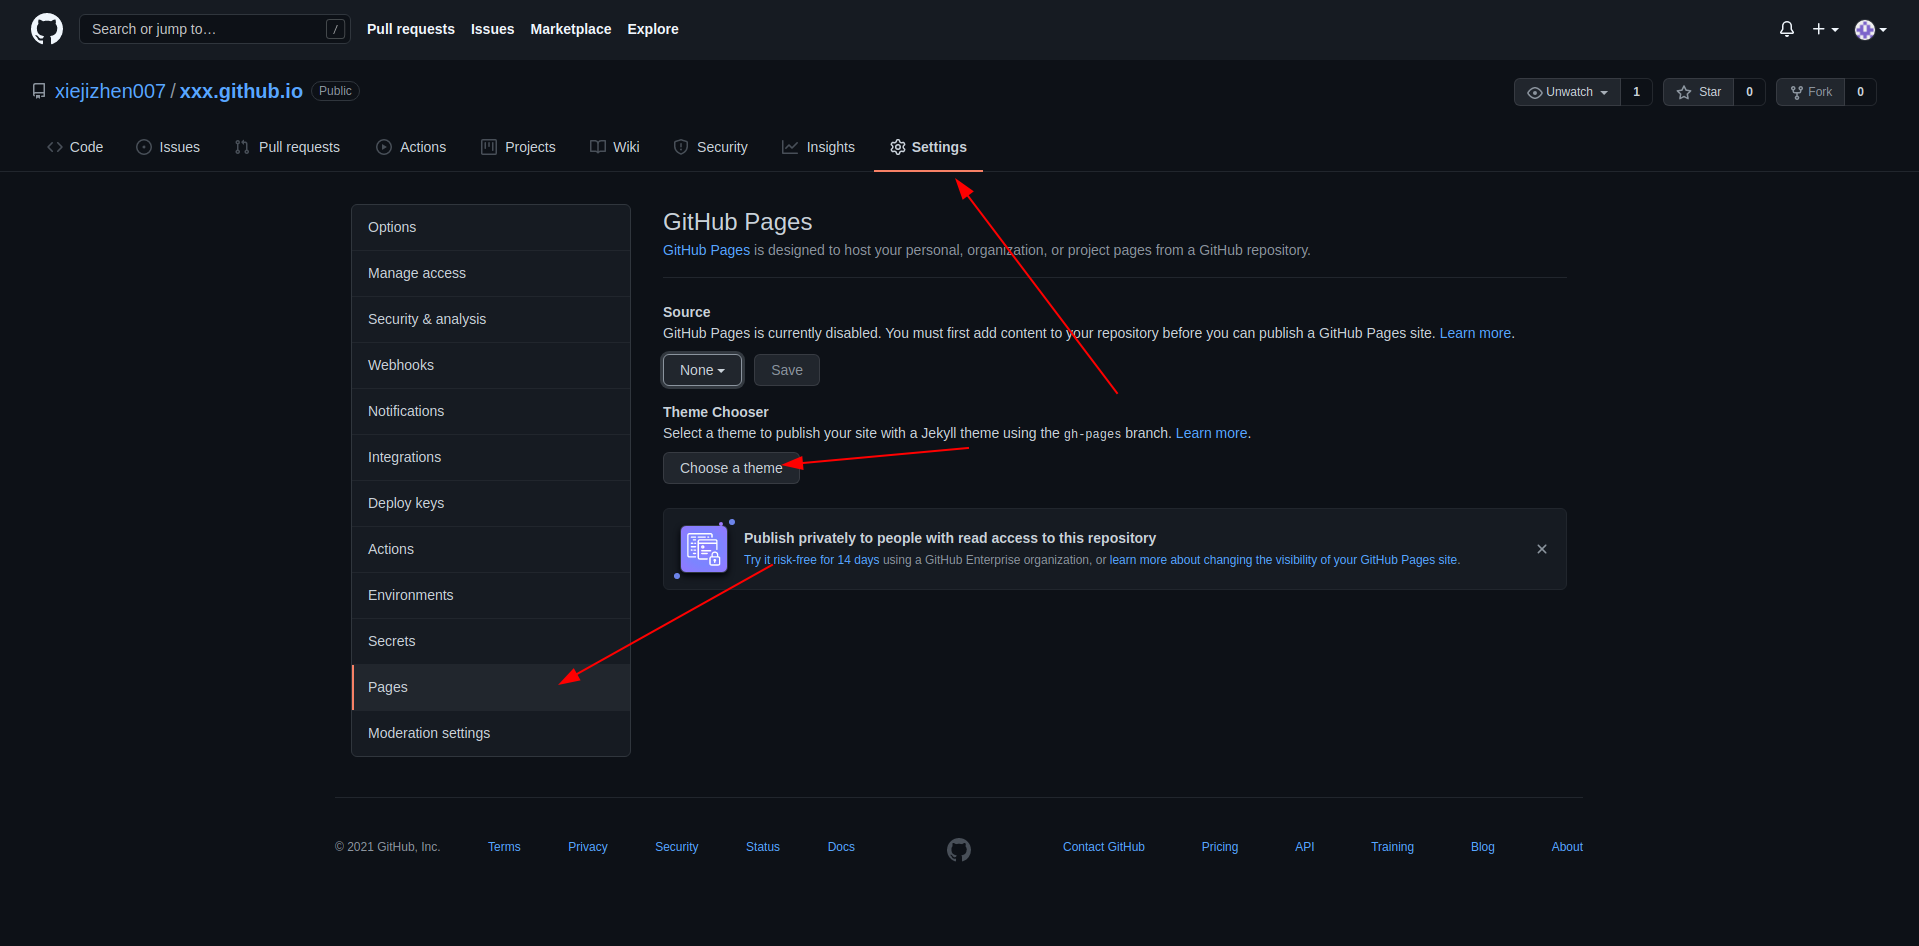 Search or jump to… /
Pull requests Issues Marketplace Explore
xiejizhen007 / xxx.github.io Public
Unwatch 1 Star 0 Fork 0
Code Issues Pull requests Actions Projects Wiki Security Insights Settings
Options
Manage access
Security & analysis
Webhooks
Notifications
Integrations
Deploy keys
Actions
Environments
Secrets
Pages
Moderation settings
GitHub Pages
GitHub Pages is designed to host your personal, organization, or project pages from a GitHub repository.
Source
GitHub Pages is currently disabled. You must first add content to your repository before you can publish a GitHub Pages site. Learn more.
None Save
Theme Chooser
Select a theme to publish your site with a Jekyll theme using the gh-pages branch. Learn more.
Choose a theme
Publish privately to people with read access to this repository
Try it risk-free for 14 days using a GitHub Enterprise organization, or learn more about changing the visibility of your GitHub Pages site.
© 2021 GitHub, Inc. Terms Privacy Security Status Docs Contact GitHub Pricing API Training Blog About